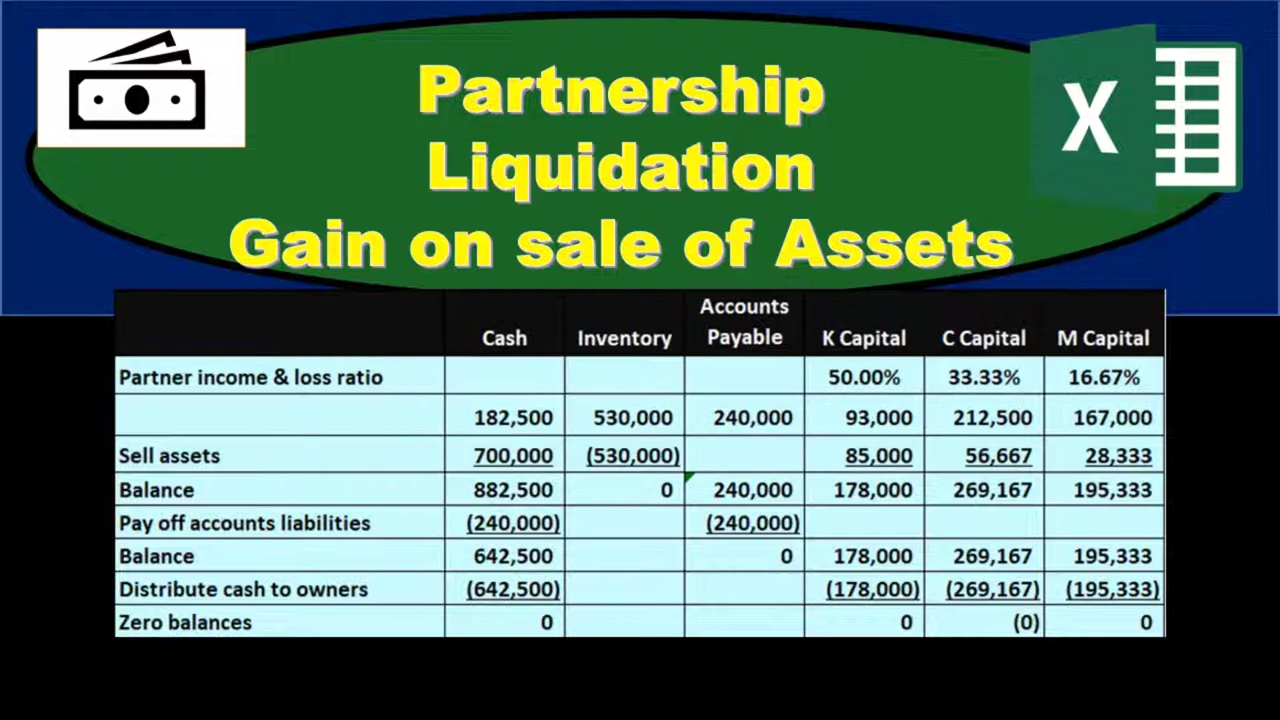 Partnership
Liquidation
Gain on sale of Assets
X
Cash Inventory Accounts Payable K Capital C Capital M Capital
Partner income & loss ratio 50.00% 33.33% 16.67%
182,500 530,000 240,000 93,000 212,500 167,000
Sell assets 700,000 (530,000) 85,000 56,667 28,333
Balance 882,500 0 240,000 178,000 269,167 195,333
Pay off accounts liabilities (240,000) (240,000)
Balance 642,500 0 178,000 269,167 195,333
Distribute cash to owners (642,500) (178,000) (269,167) (195,333)
Zero balances 0 0 (0) 0